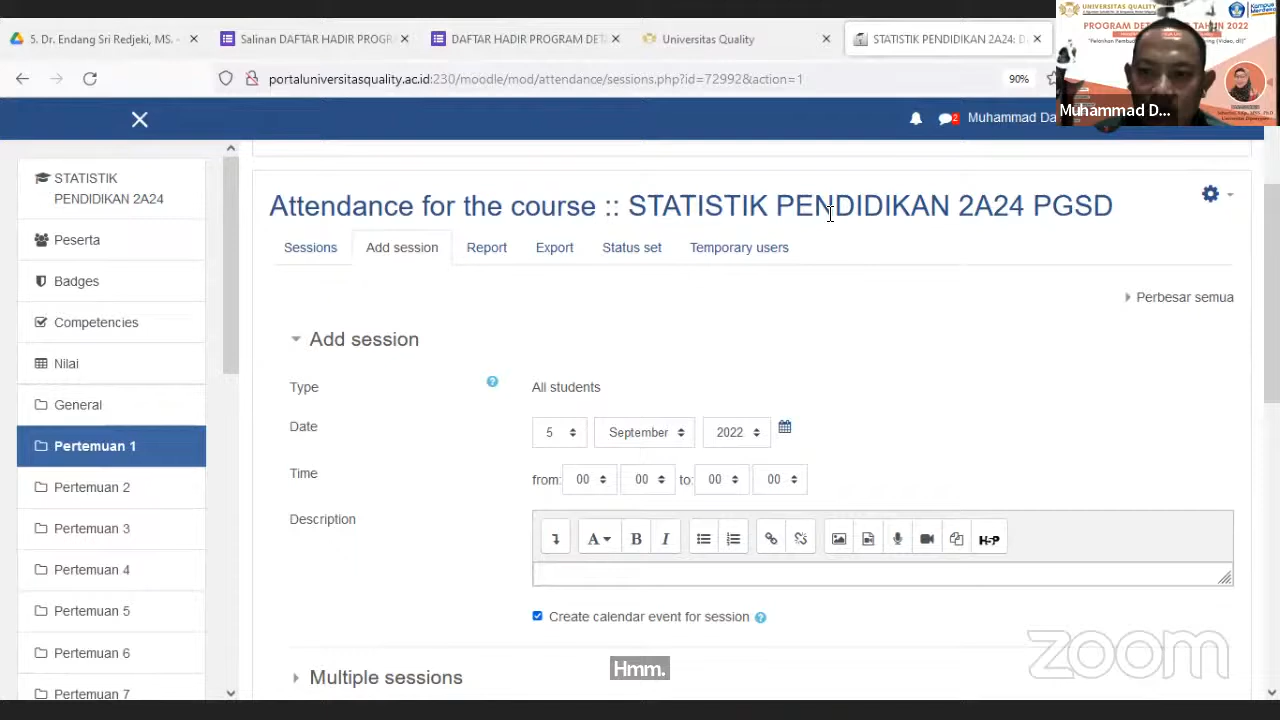 5. Dr. Endang Sri Redjeki, MS. -
Salinan DAFTAR HADIR PROGR
Universitas Quality
STATISTIK PENDIDIKAN 2A24: D
portaluniversitasquality.ac.id:230/moodle/mod/attendance/sessions.php?id=72992&action=1
90%
UNIVERSITAS QUALITY
Kampus
Muhammad D...
2
Muhammad Da
STATISTIK
PENDIDIKAN 2A24
Peserta
Badges
Competencies
Nilai
General
Pertemuan 1
Pertemuan 2
Pertemuan 3
Pertemuan 4
Pertemuan 5
Pertemuan 6
Pertemuan 7
Attendance for the course :: STATISTIK PENDIDIKAN 2A24 PGSD
Sessions Add session Report Export Status set Temporary users
Perbesar semua
Add session
Type ? All students
Date 5 September 2022
Time from: 00 00 to: 00 00
Description
A B I H5P
Create calendar event for session ?
Multiple sessions
Hmm.
zoom